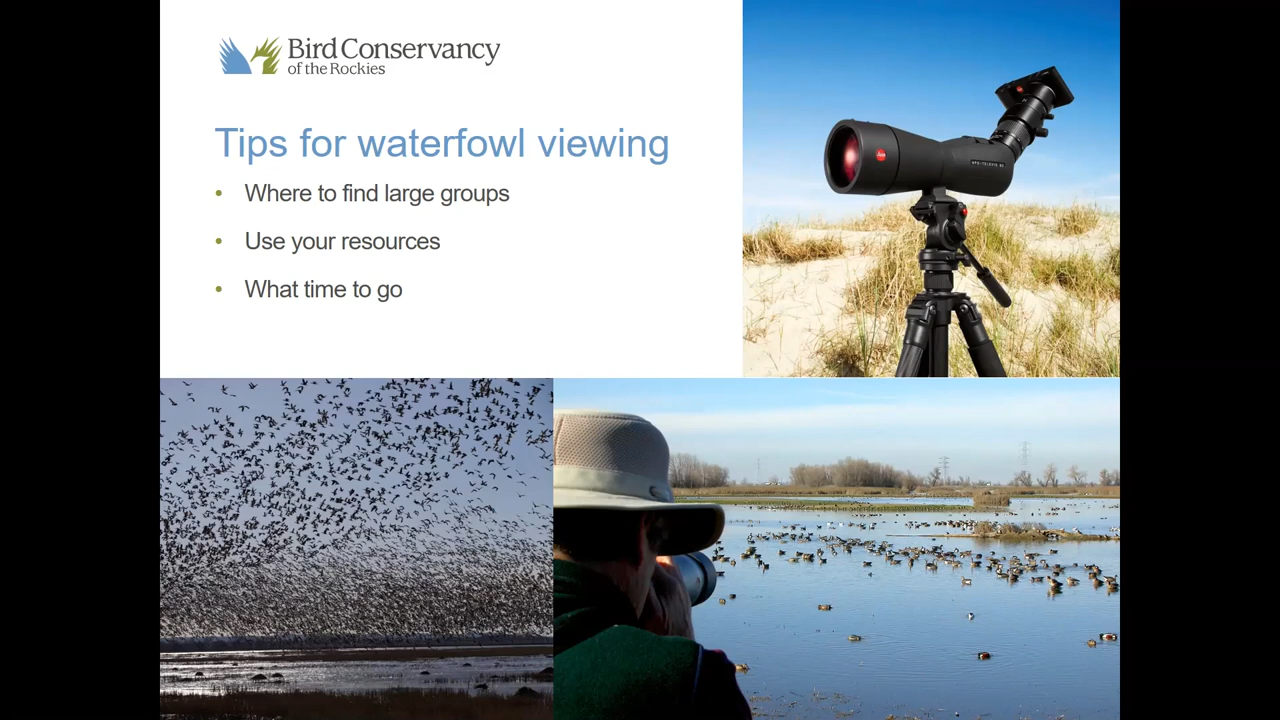 Bird Conservancy
of the Rockies
Tips for waterfowl viewing
• Where to find large groups
• Use your resources
• What time to go